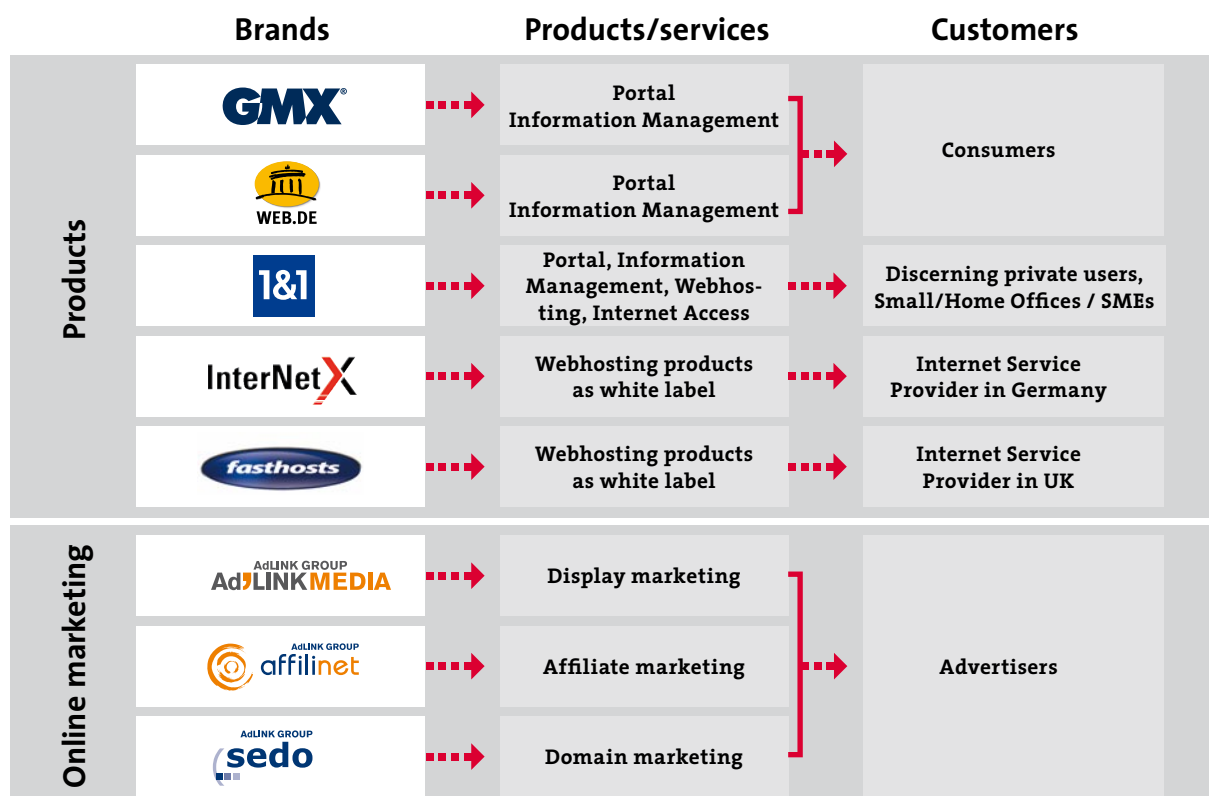 Brands Products/services Customers
Products
GMX®
Portal
Information Management
Consumers
WEB.DE
Portal
Information Management
1&1
Portal, Information
Management, Webhos-
ting, Internet Access
Discerning private users,
Small/Home Offices / SMEs
InterNetX
Webhosting products
as white label
Internet Service
Provider in Germany
fasthosts
Webhosting products
as white label
Internet Service
Provider in UK
Online marketing
AdLINK GROUP
Ad'LINKMEDIA
Display marketing
AdLINK GROUP
affilinet
Affiliate marketing
Advertisers
AdLINK GROUP
sedo
Domain marketing